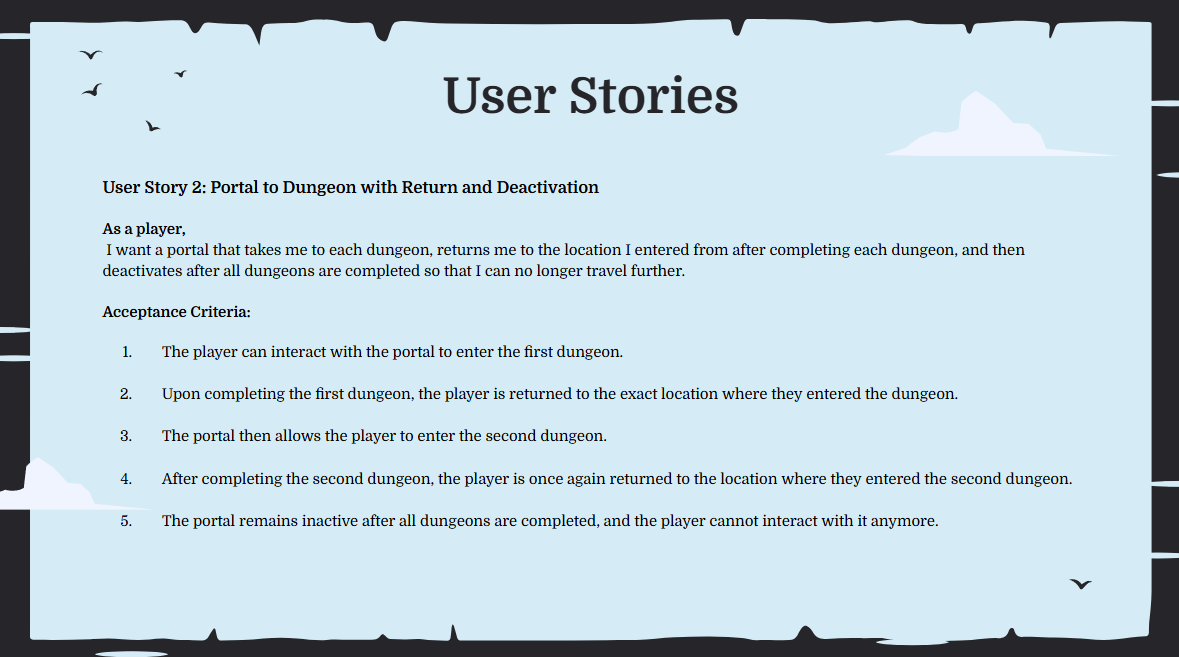 User Stories
User Story 2: Portal to Dungeon with Return and Deactivation
As a player,
I want a portal that takes me to each dungeon, returns me to the location I entered from after completing each dungeon, and then
deactivates after all dungeons are completed so that I can no longer travel further.
Acceptance Criteria:
1. The player can interact with the portal to enter the first dungeon.
2. Upon completing the first dungeon, the player is returned to the exact location where they entered the dungeon.
3. The portal then allows the player to enter the second dungeon.
4. After completing the second dungeon, the player is once again returned to the location where they entered the second dungeon.
5. The portal remains inactive after all dungeons are completed, and the player cannot interact with it anymore.